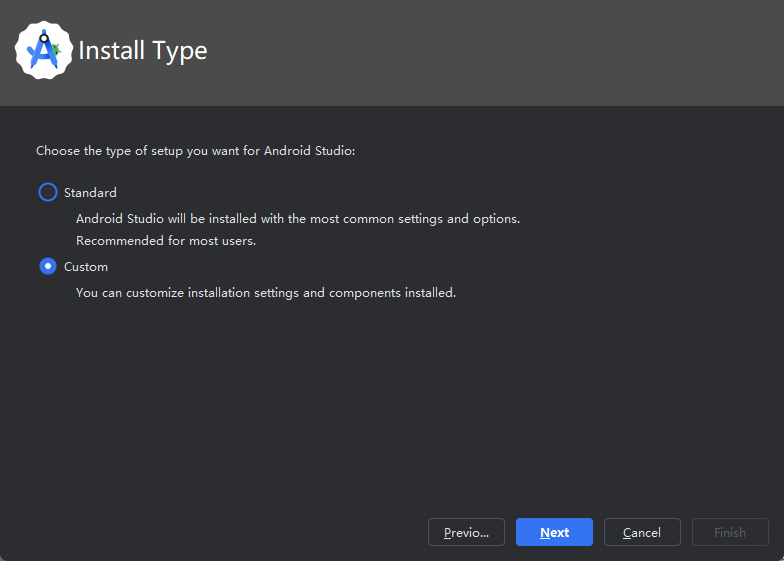 Install Type
Choose the type of setup you want for Android Studio:
Standard
Android Studio will be installed with the most common settings and options.
Recommended for most users.
Custom
You can customize installation settings and components installed.
Previo... Next Cancel Finish